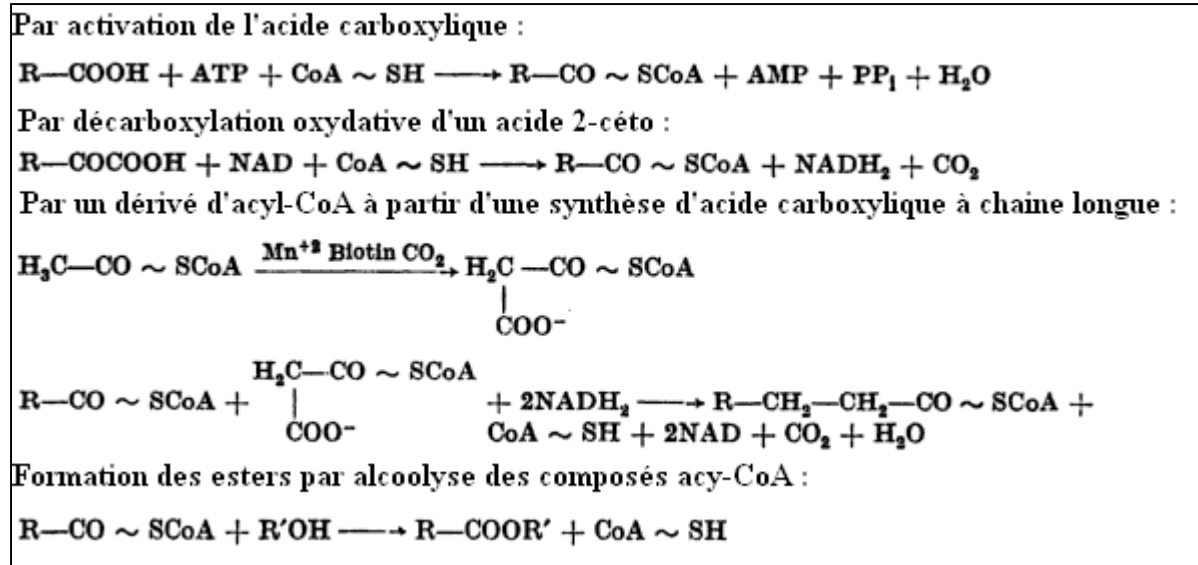 Par activation de l'acide carboxylique :
R—COOH + ATP + CoA ~ SH ⟶ R—CO ~ SCoA + AMP + PPi + H₂O
Par décarboxylation oxydative d'un acide 2-céto :
R—COCOOH + NAD + CoA ~ SH ⟶ R—CO ~ SCoA + NADH₂ + CO₂
Par un dérivé d'acyl-CoA à partir d'une synthèse d'acide carboxylique à chaine longue :
Mn⁺² Biotin CO₂
H₃C—CO ~ SCoA ⟶ H₂C—CO ~ SCoA
COO⁻
H₂C—CO ~ SCoA
R—CO ~ SCoA + + 2NADH₂ ⟶ R—CH₂—CH₂—CO ~ SCoA +
COO⁻ CoA ~ SH + 2NAD + CO₂ + H₂O
Formation des esters par alcoolyse des composés acy-CoA :
R—CO ~ SCoA + R′OH ⟶ R—COOR′ + CoA ~ SH